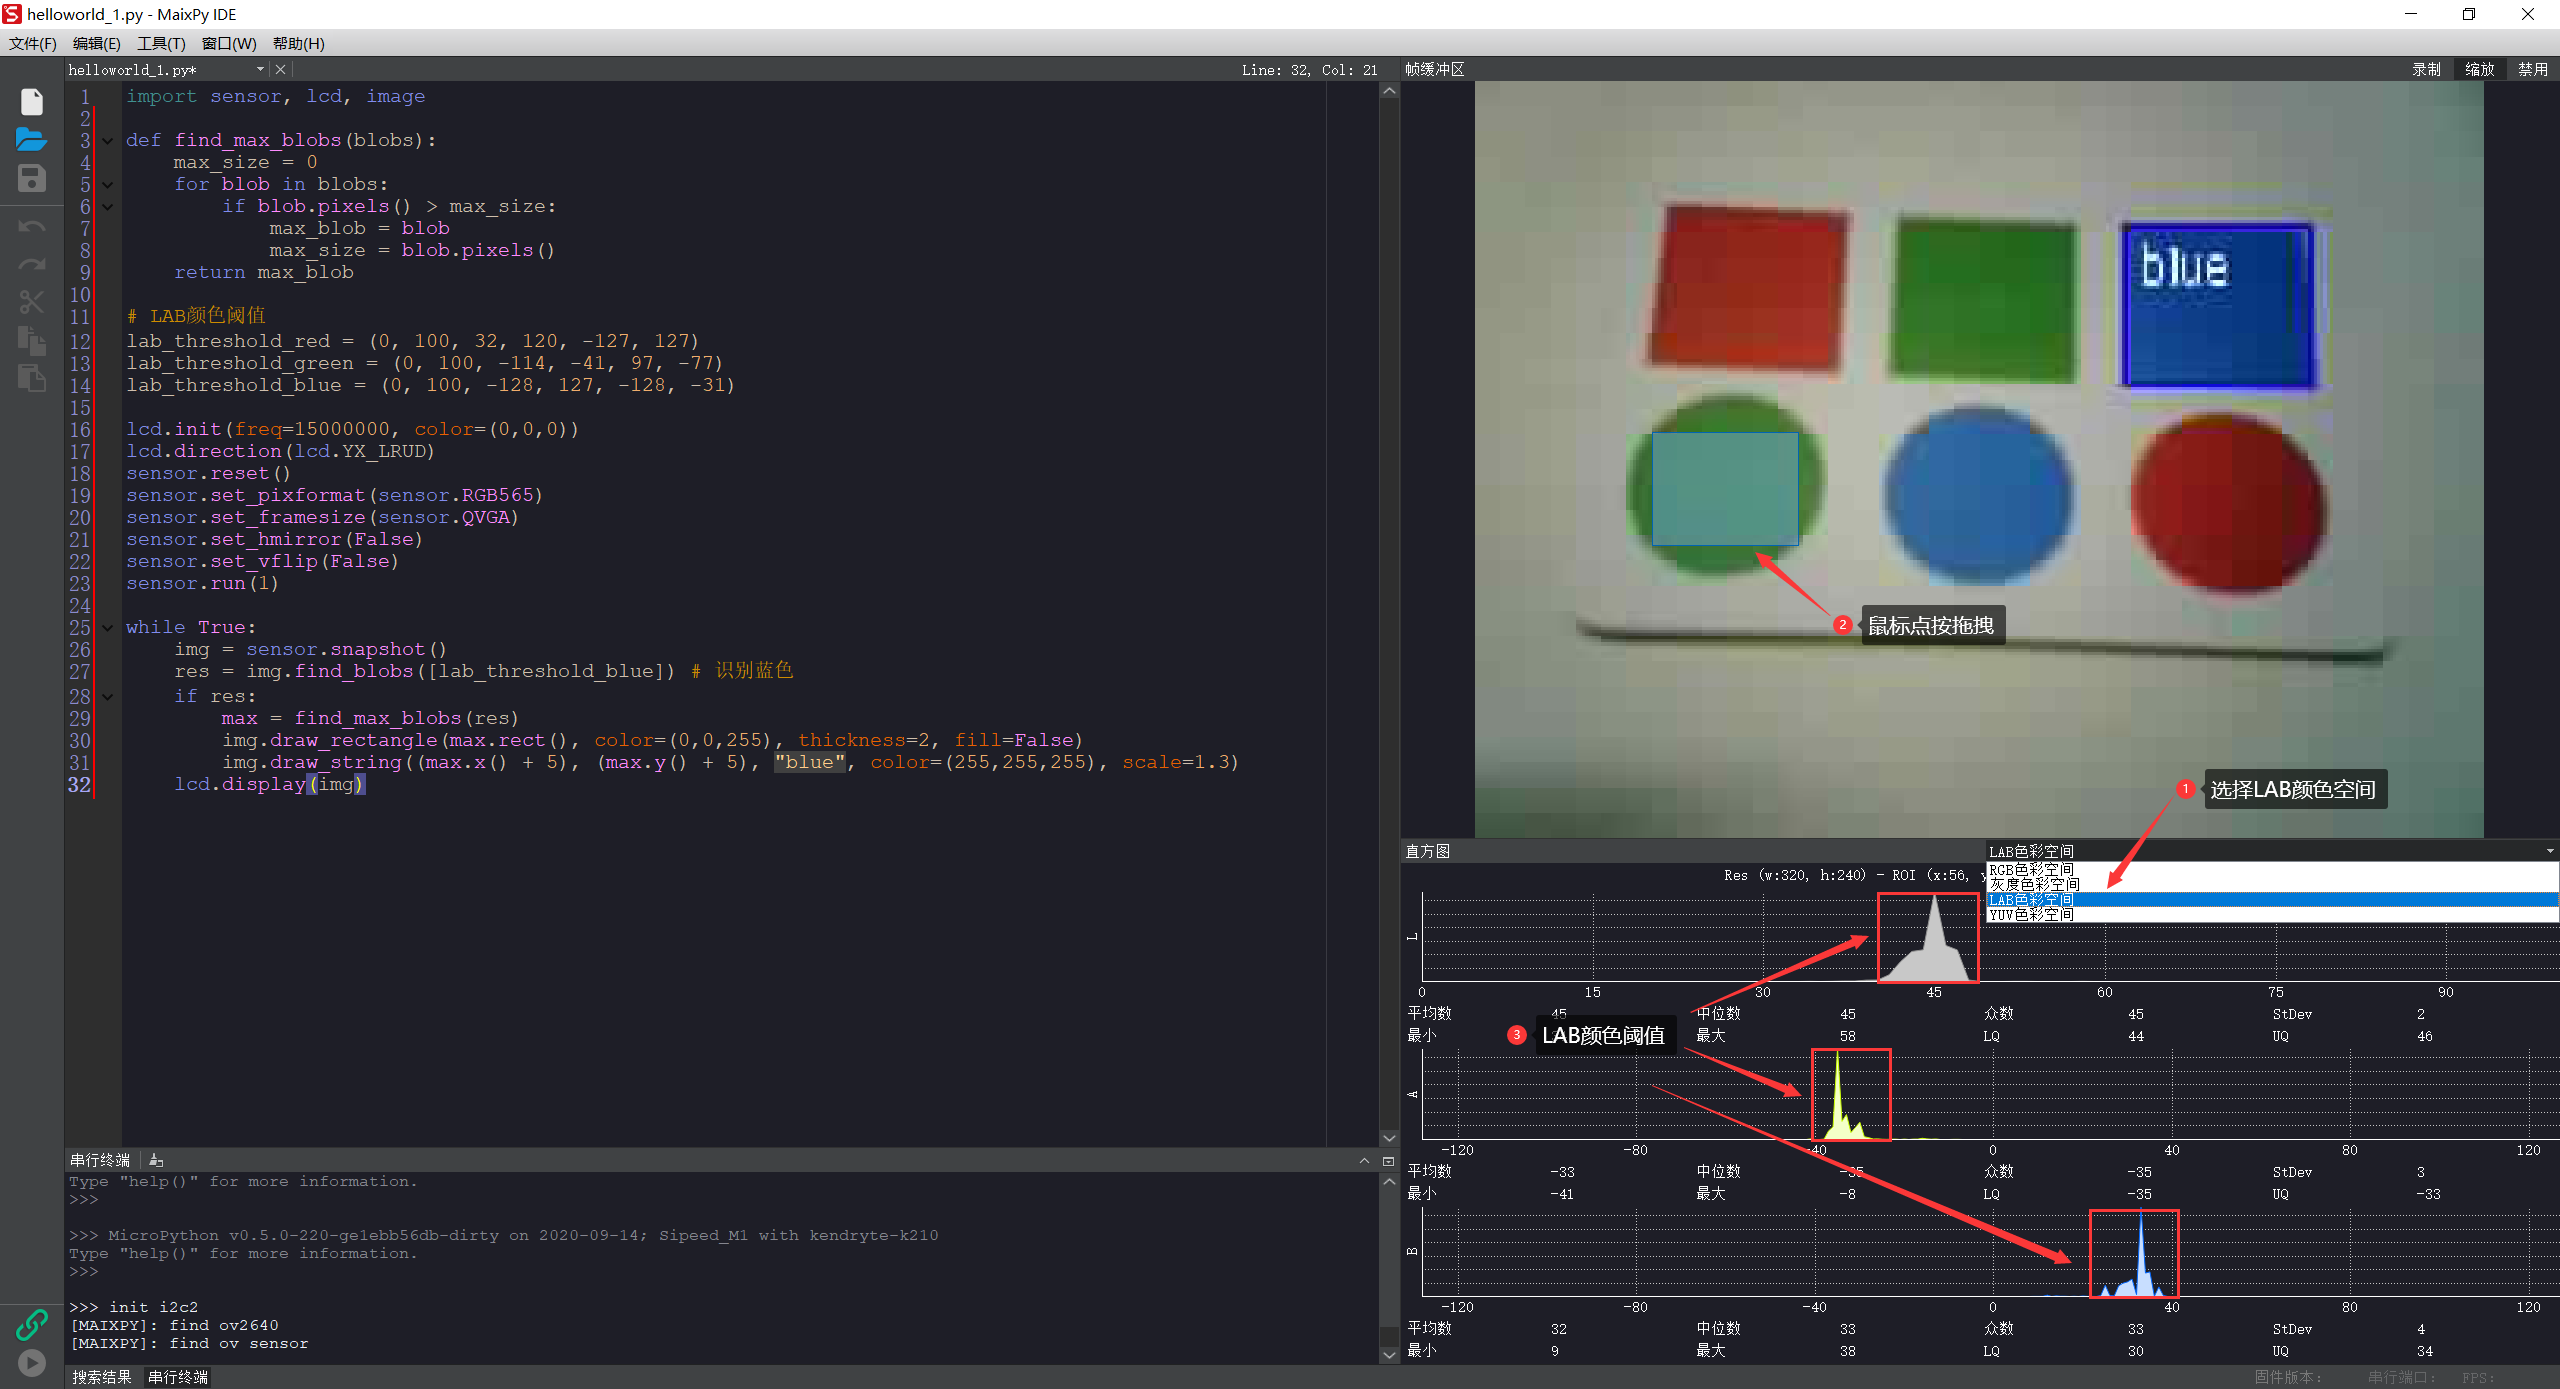 helloworld_1.py - MaixPy IDE
文件(F) 编辑(E) 工具(T) 窗口(W) 帮助(H)
helloworld_1.py*
Line: 32, Col: 21
1 import sensor, lcd, image
2
3 def find_max_blobs(blobs):
4 max_size = 0
5 for blob in blobs:
6 if blob.pixels() > max_size:
7 max_blob = blob
8 max_size = blob.pixels()
9 return max_blob
10
11 # LAB颜色阈值
12 lab_threshold_red = (0, 100, 32, 120, -127, 127)
13 lab_threshold_green = (0, 100, -114, -41, 97, -77)
14 lab_threshold_blue = (0, 100, -128, 127, -128, -31)
15
16 lcd.init(freq=15000000, color=(0,0,0))
17 lcd.direction(lcd.YX_LRUD)
18 sensor.reset()
19 sensor.set_pixformat(sensor.RGB565)
20 sensor.set_framesize(sensor.QVGA)
21 sensor.set_hmirror(False)
22 sensor.set_vflip(False)
23 sensor.run(1)
24
25 while True:
26 img = sensor.snapshot()
27 res = img.find_blobs([lab_threshold_blue]) # 识别蓝色
28 if res:
29 max = find_max_blobs(res)
30 img.draw_rectangle(max.rect(), color=(0,0,255), thickness=2, fill=False)
31 img.draw_string((max.x() + 5), (max.y() + 5), "blue", color=(255,255,255), scale=1.3)
32 lcd.display(img)
串行终端
Type "help()" for more information.
>>>
>>> MicroPython v0.5.0-220-ge1ebb56db-dirty on 2020-09-14; Sipeed_M1 with kendryte-k210
Type "help()" for more information.
>>>
>>> init i2c2
[MAIXPY]: find ov2640
[MAIXPY]: find ov sensor
搜索结果 串行终端
帧缓冲区 录制 缩放 禁用
blue
2 鼠标点按拖拽
1 选择LAB颜色空间
直方图 LAB色彩空间
RGB色彩空间
灰度色彩空间
LAB色彩空间
YUV色彩空间
Res (w:320, h:240) - ROI (x:56,
L
0 15 30 45 60 75 90
平均数 45 中位数 45 众数 45 StDev 2
最小 最大 58 LQ 44 UQ 46
3 LAB颜色阈值
A
-120 -80 -40 0 40 80 120
平均数 -33 中位数 -35 众数 -35 StDev 3
最小 -41 最大 -8 LQ -35 UQ -33
B
-120 -80 -40 0 40 80 120
平均数 32 中位数 33 众数 33 StDev 4
最小 9 最大 38 LQ 30 UQ 34
固件版本: 串行端口: FPS: